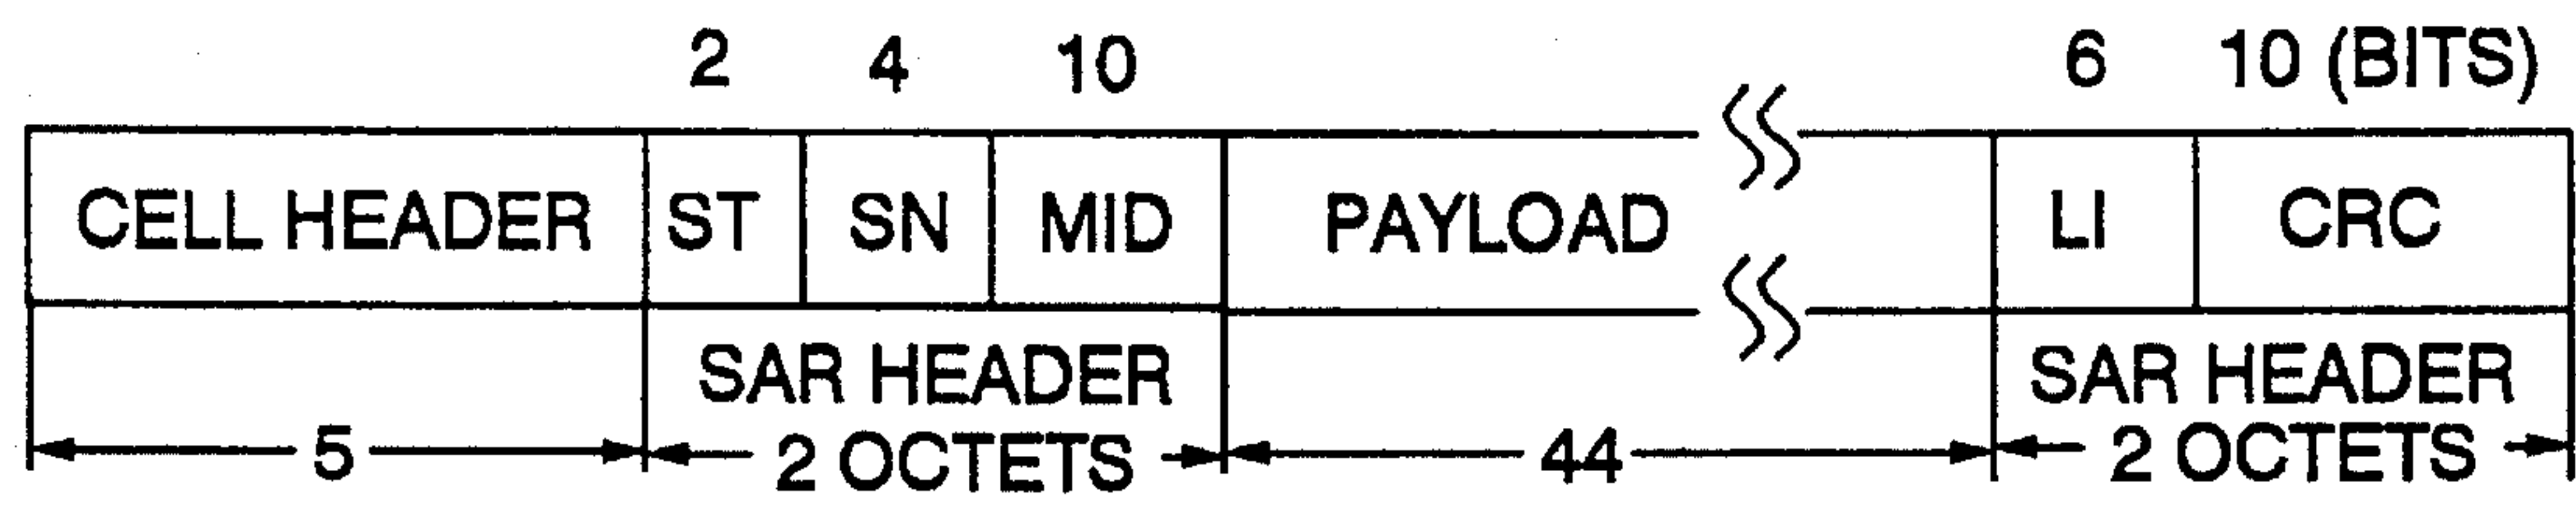 2 4 10 6 10 (BITS)
CELL HEADER ST SN MID PAYLOAD LI CRC
SAR HEADER SAR HEADER
5 2 OCTETS 44 2 OCTETS